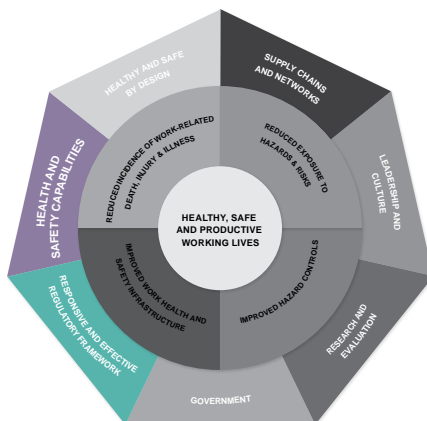 HEALTHY AND SAFE
BY DESIGN
SUPPLY CHAINS
AND NETWORKS
LEADERSHIP AND
CULTURE
RESEARCH AND
EVALUATION
GOVERNMENT
RESPONSIVE AND EFFECTIVE
REGULATORY FRAMEWORK
HEALTH AND
SAFETY CAPABILITIES
REDUCED INCIDENCE OF WORK-RELATED
DEATH, INJURY & ILLNESS
REDUCED EXPOSURE TO
HAZARDS & RISKS
IMPROVED HAZARD CONTROLS
IMPROVED WORK HEALTH AND
SAFETY INFRASTRUCTURE
HEALTHY, SAFE
AND PRODUCTIVE
WORKING LIVES